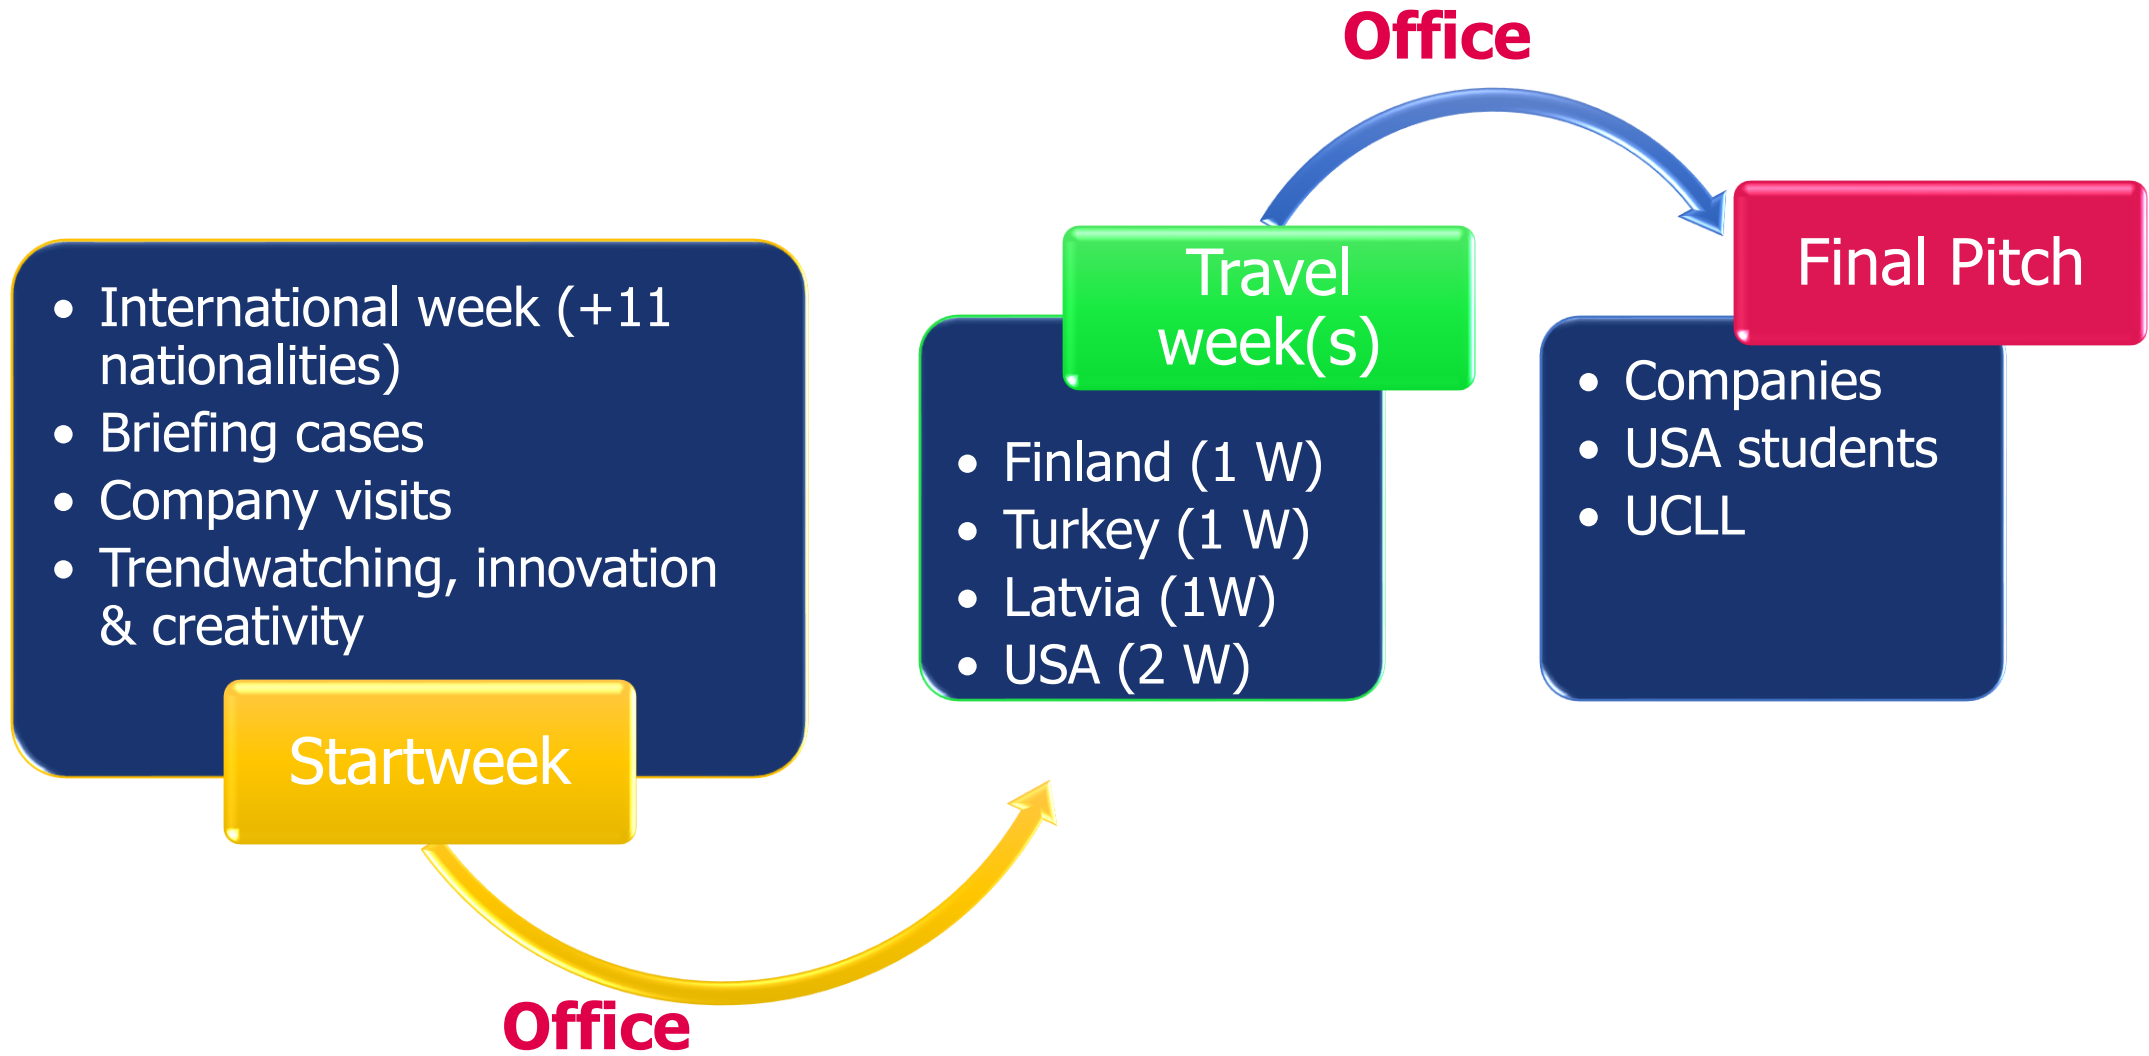 Office
• International week (+11
nationalities)
• Briefing cases
• Company visits
• Trendwatching, innovation
& creativity
Startweek
Office
Travel
week(s)
• Finland (1 W)
• Turkey (1 W)
• Latvia (1W)
• USA (2 W)
Final Pitch
• Companies
• USA students
• UCLL